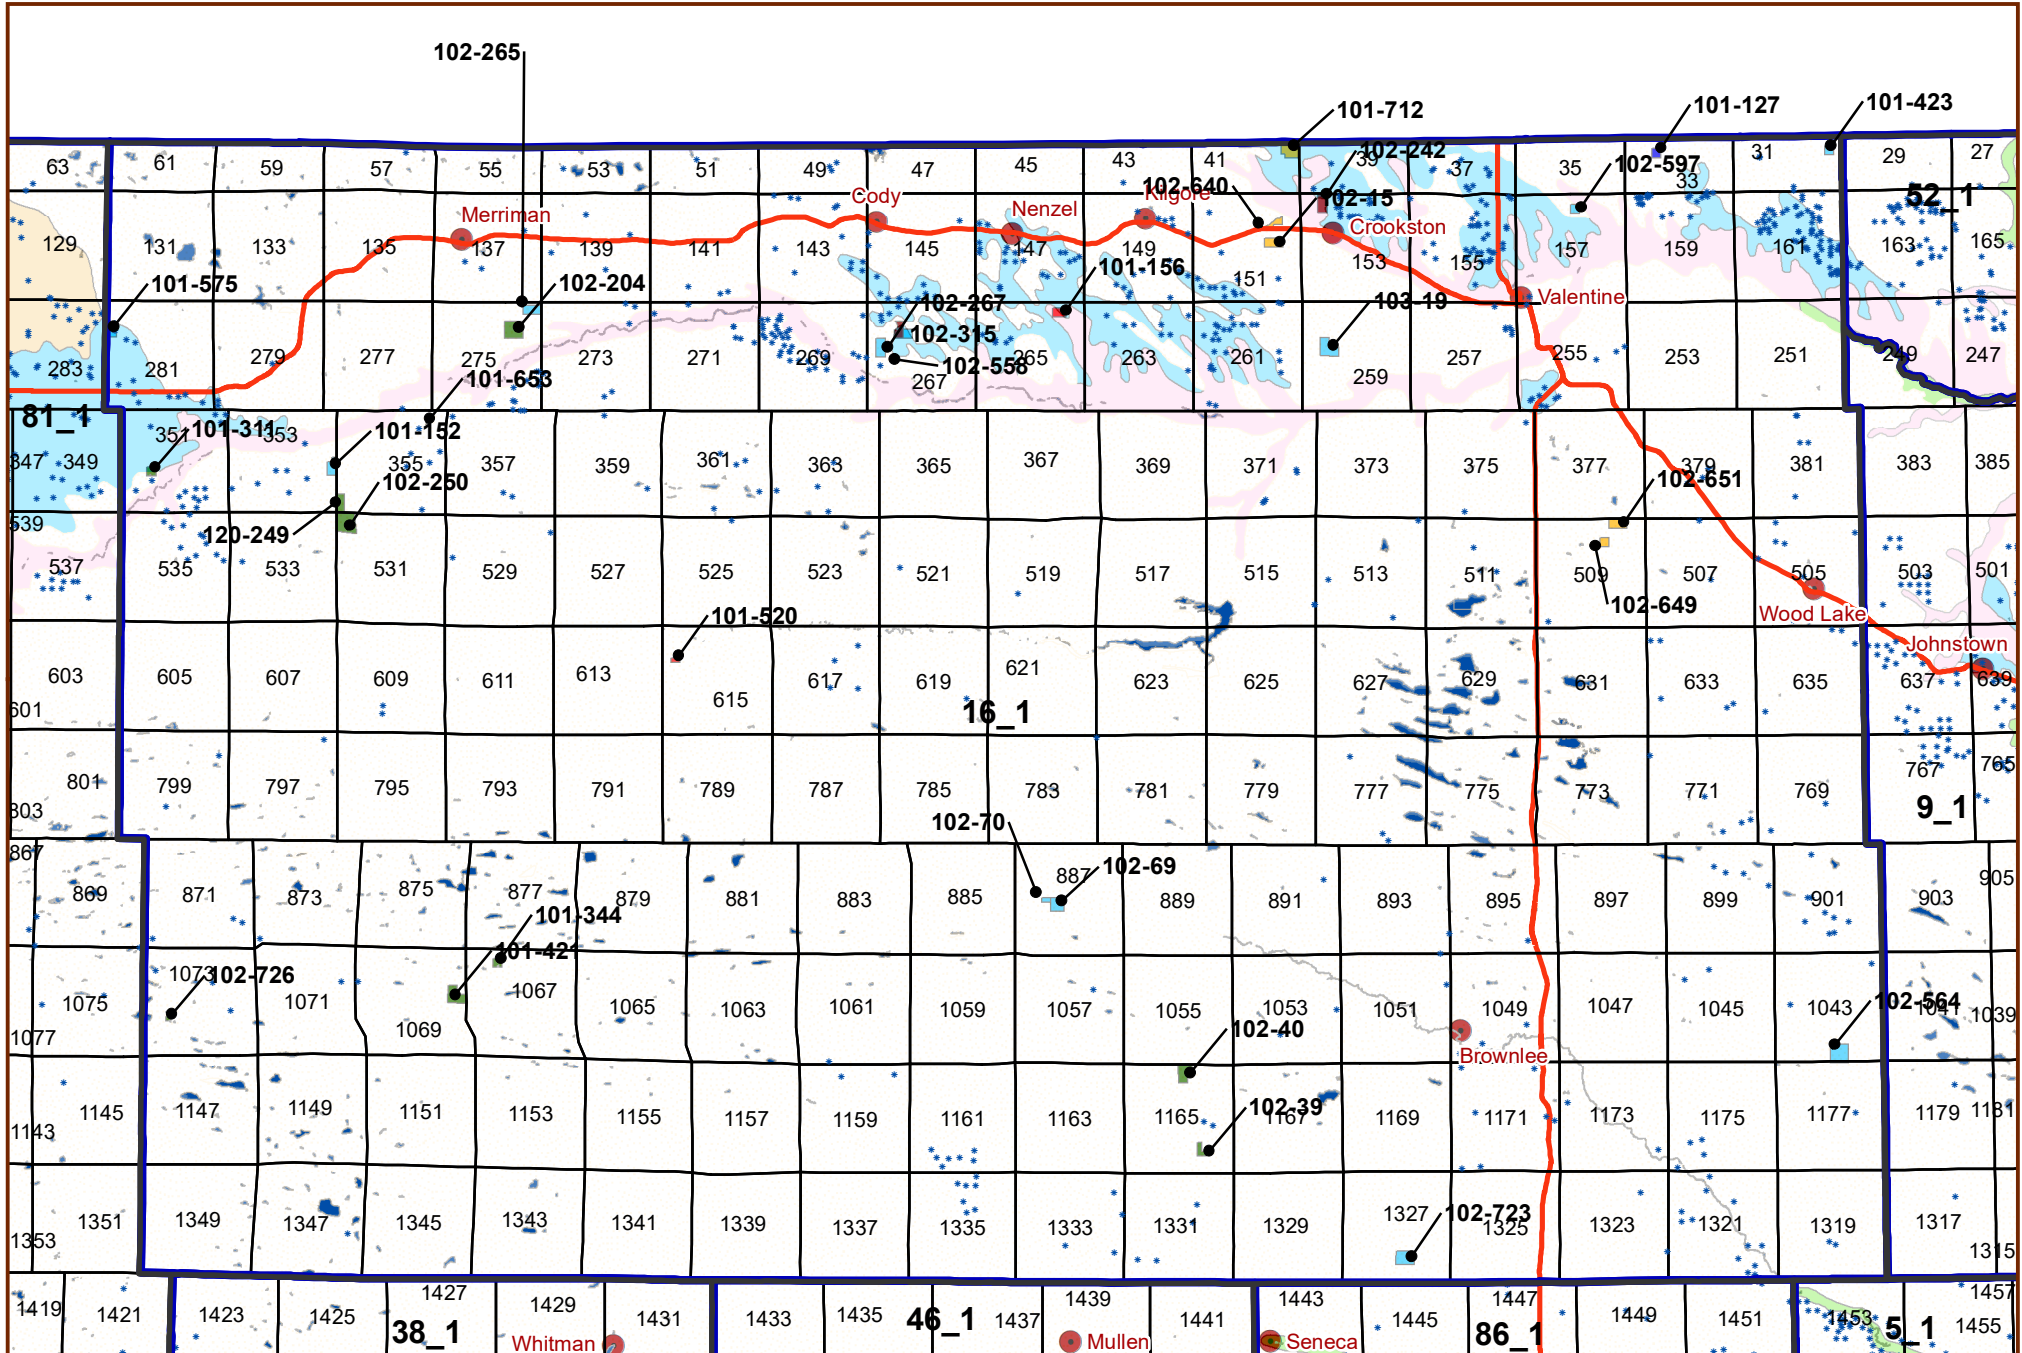 102-265
101-712
101-127
101-423
63 61 59 57 55 53 51 49 47 45 43 41 39 102-242 37 35 102-597 33 31 29 27
102-640 Kilgore 102-15 52_1
Cody Nenzel
Merriman Crookston
129 131 133 135 137 139 141 143 145 147 149 151 153 155 157 159 161 163 165
101-575 102-204 101-156
102-267 103-19 Valentine
102-315
283 281 279 277 275 273 271 269 267 102-558 265 263 261 259 257 255 253 251 249 247
101-653
81_1 351 101-311 353 101-152
347 349 355 357 359 361 363 365 367 369 371 373 375 377 379 381 383 385
102-250 102-651
539 120-249
537 535 533 531 529 527 525 523 521 519 517 515 513 511 509 507 505 503 501
102-649
101-520 Wood Lake
Johnstown
603 605 607 609 611 613 615 617 619 621 623 625 627 629 631 633 635 637 639
601 16_1
801 799 797 795 793 791 789 787 785 783 781 779 777 775 773 771 769 767 765
803 9_1
102-70
867 102-69
869 871 873 875 877 879 881 883 885 887 889 891 893 895 897 899 901 903 905
101-344
101-421
1073 102-726
1075 1071 1069 1067 1065 1063 1061 1059 1057 1055 1053 1051 1049 1047 1045 1043 102-564 1041 1039
1077 102-40
Brownlee
1145 1147 1149 1151 1153 1155 1157 1159 1161 1163 1165 102-39 1167 1169 1171 1173 1175 1177 1179 1181
1143
1351 1349 1347 1345 1343 1341 1339 1337 1335 1333 1331 1329 1327 102-723 1325 1323 1321 1319 1317
1353 1315
1419 1421 1423 1425 1427 1429 1431 1433 1435 1437 1439 1441 1443 1445 1447 1449 1451 1453 1455 1457
38_1 46_1 86_1 5_1
Whitman Mullen Seneca